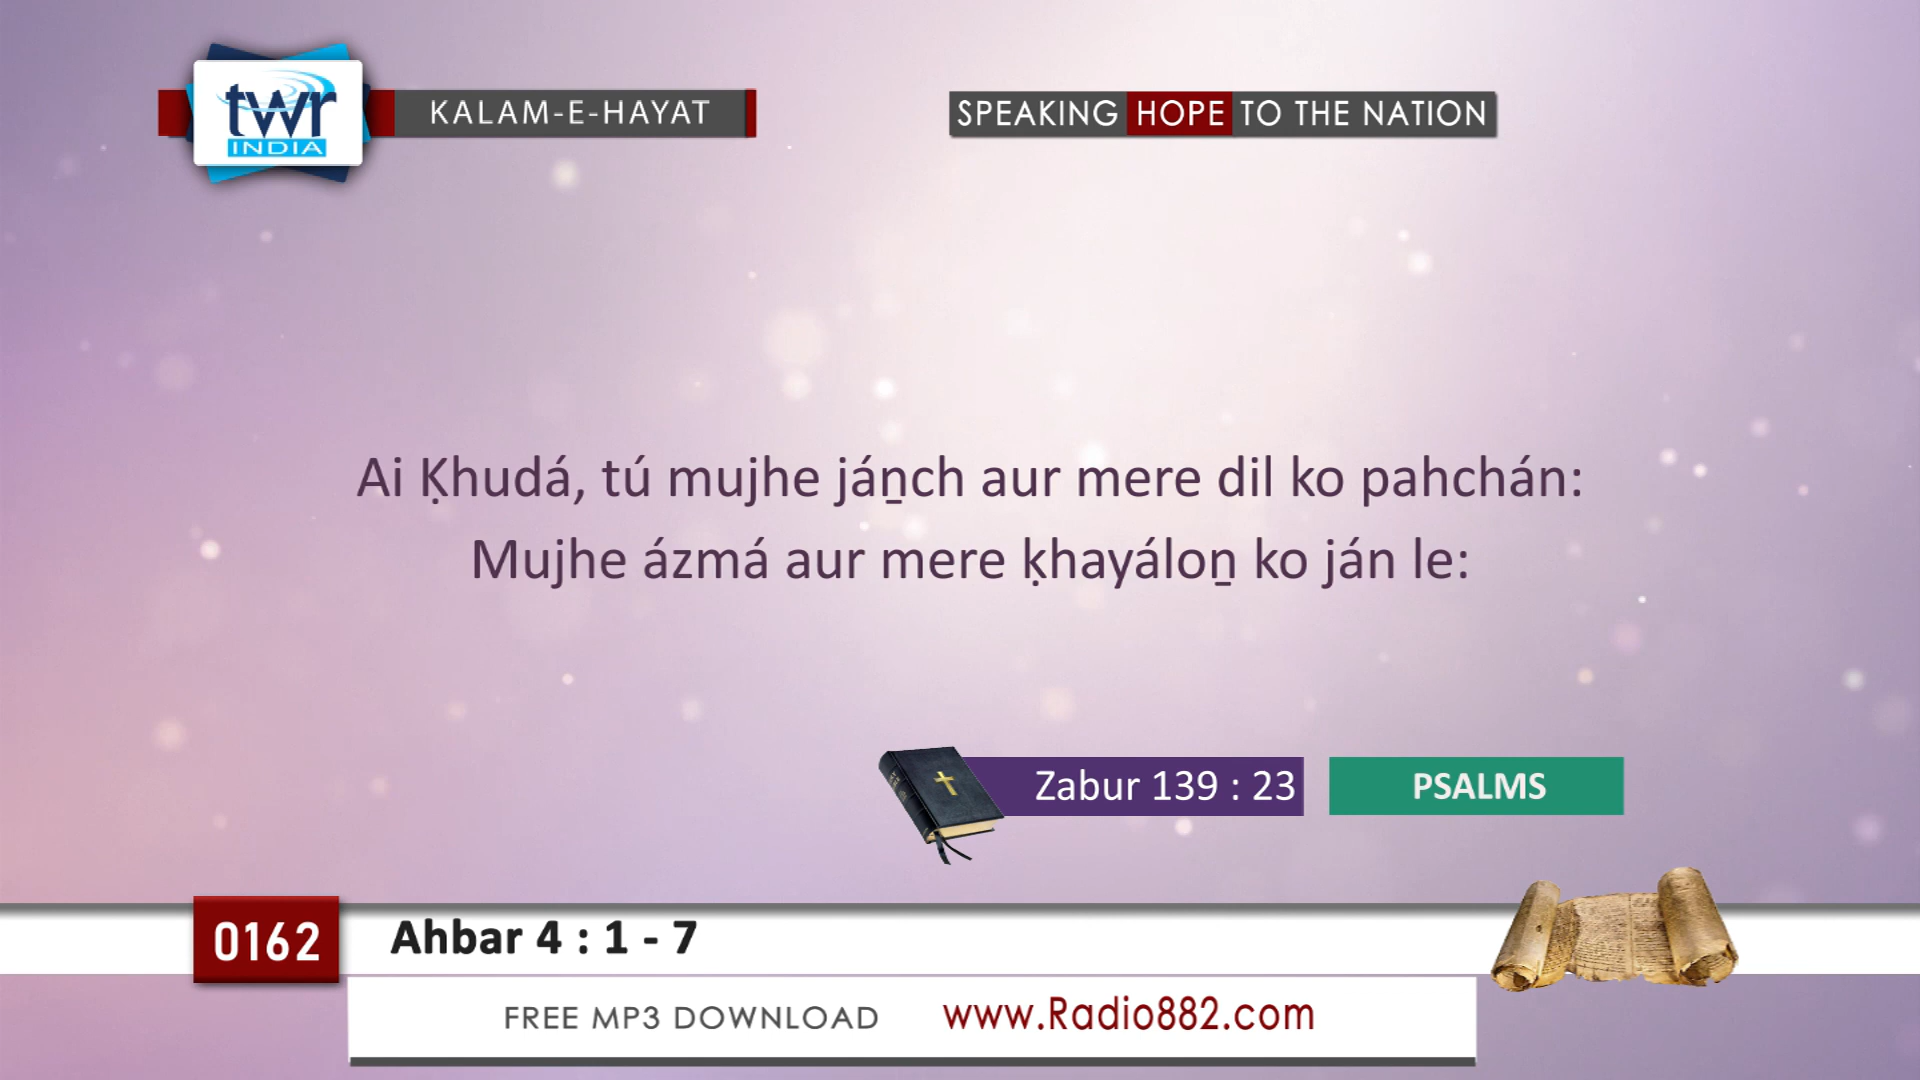 twr
INDIA
KALAM-E-HAYAT
SPEAKING HOPE TO THE NATION
Ai Ḳhudá, tú mujhe jáṉch aur mere dil ko pahchán:
Mujhe ázmá aur mere ḳhayáloṉ ko ján le:
Zabur 139 : 23
PSALMS
0162
Ahbar 4 : 1 - 7
FREE MP3 DOWNLOAD
www.Radio882.com